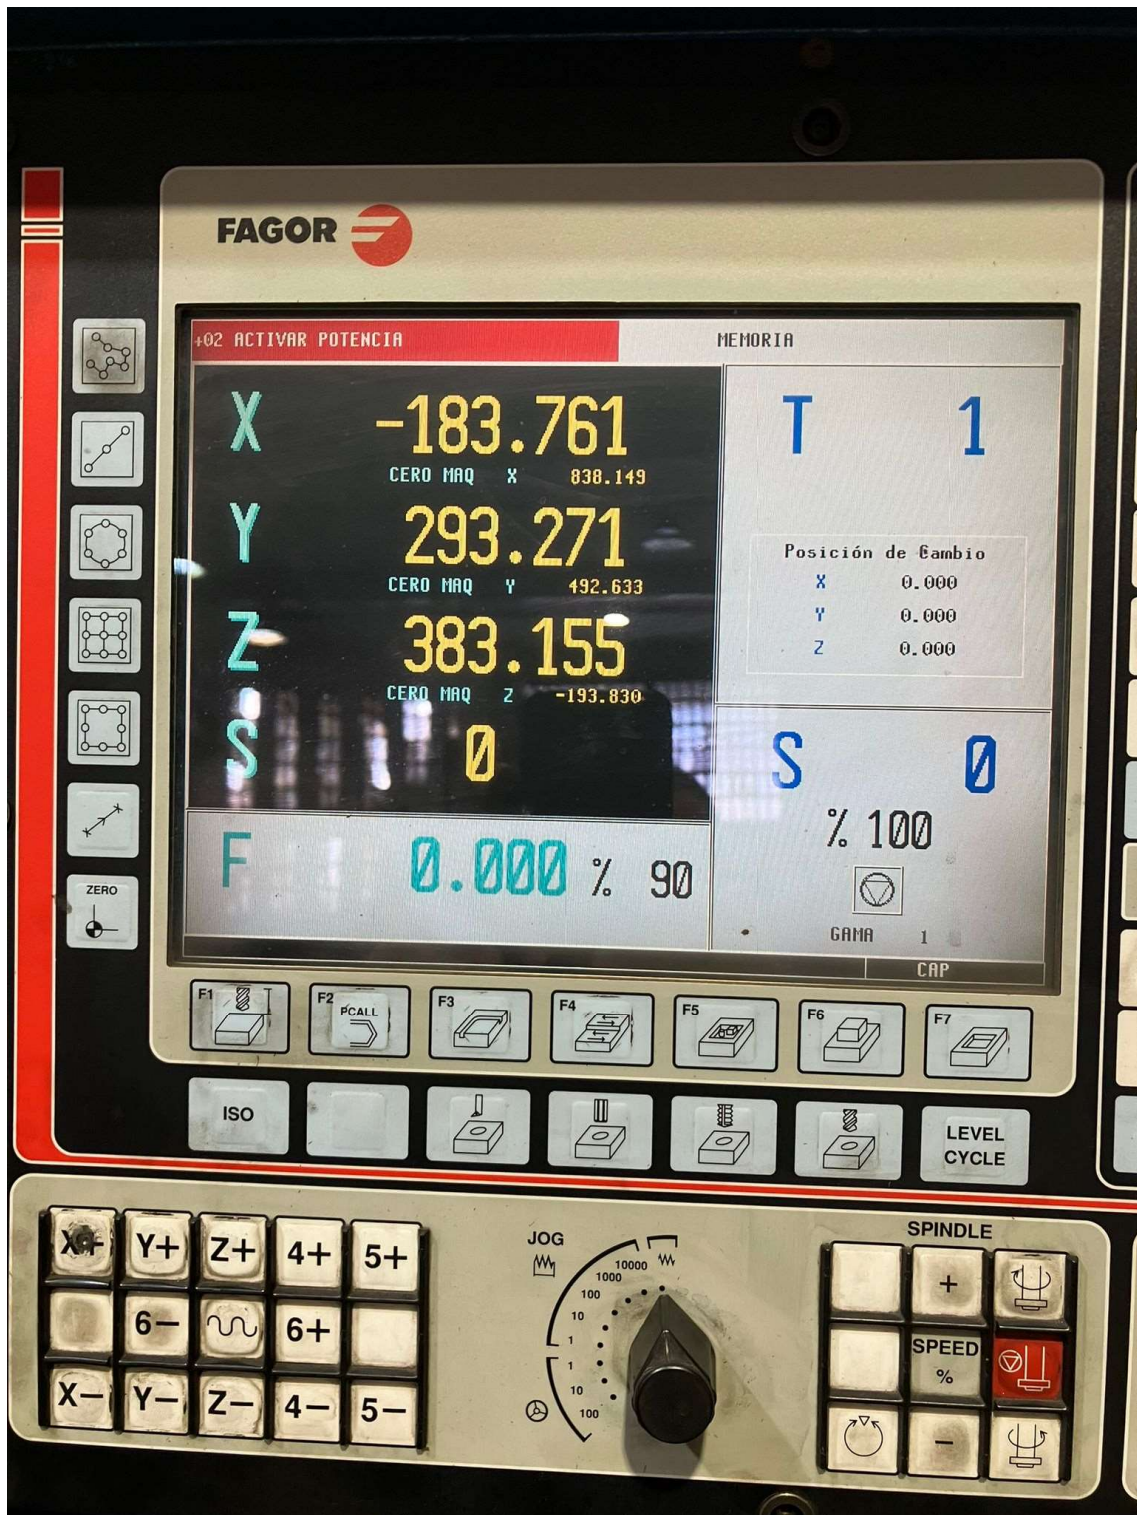 FAGOR
+02 ACTIVAR POTENCIA
MEMORIA
X -183.761
CERO MAQ X 838.149
Y 293.271
CERO MAQ Y 492.633
Z 383.155
CERO MAQ Z -193.830
S 0
F 0.000 % 90
T 1
Posición de Cambio
X 0.000
Y 0.000
Z 0.000
S 0
% 100
GAMA 1
CAP
ZERO
F1
F2 PCALL
F3
F4
F5
F6
F7
ISO
LEVEL
CYCLE
X+ Y+ Z+ 4+ 5+
6- 6+
X- Y- Z- 4- 5-
JOG
10000
1000
100
10
1
1
10
100
SPINDLE
+
SPEED
%
-